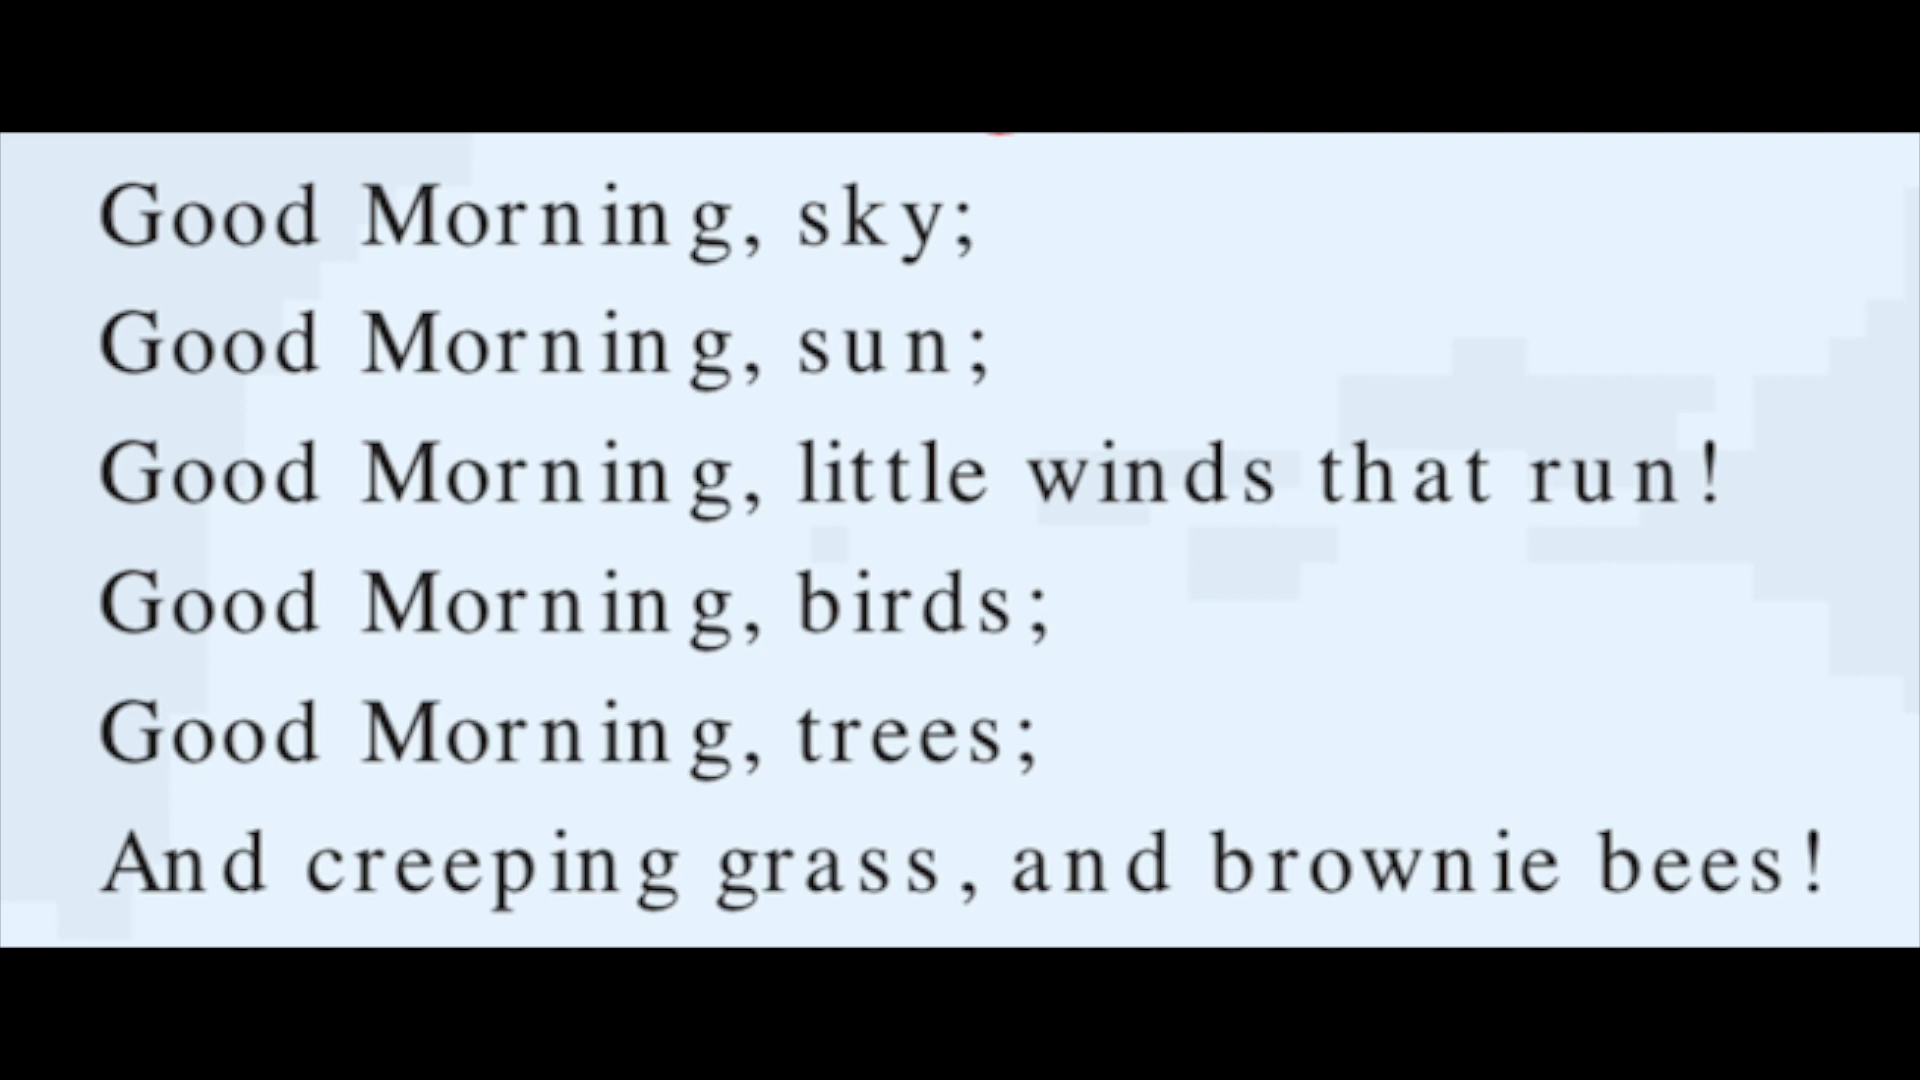 Good Morning, sky;
Good Morning, sun;
Good Morning, little winds that run!
Good Morning, birds;
Good Morning, trees;
And creeping grass, and brownie bees!